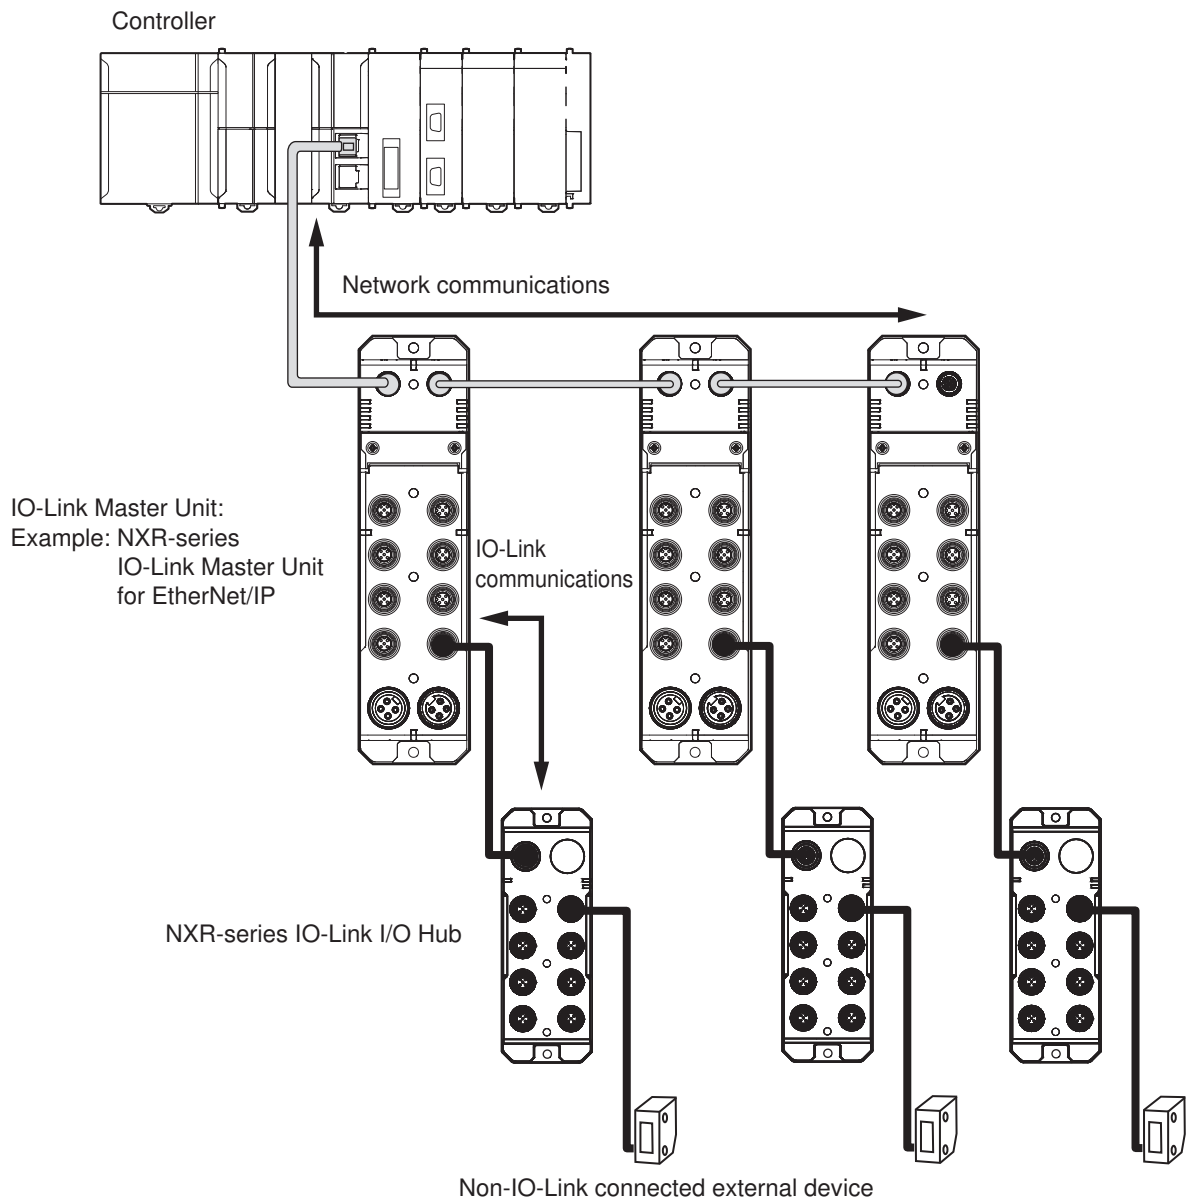 Controller
Network communications
IO-Link Master Unit:
Example: NXR-series
IO-Link Master Unit
for EtherNet/IP
IO-Link
communications
NXR-series IO-Link I/O Hub
Non-IO-Link connected external device